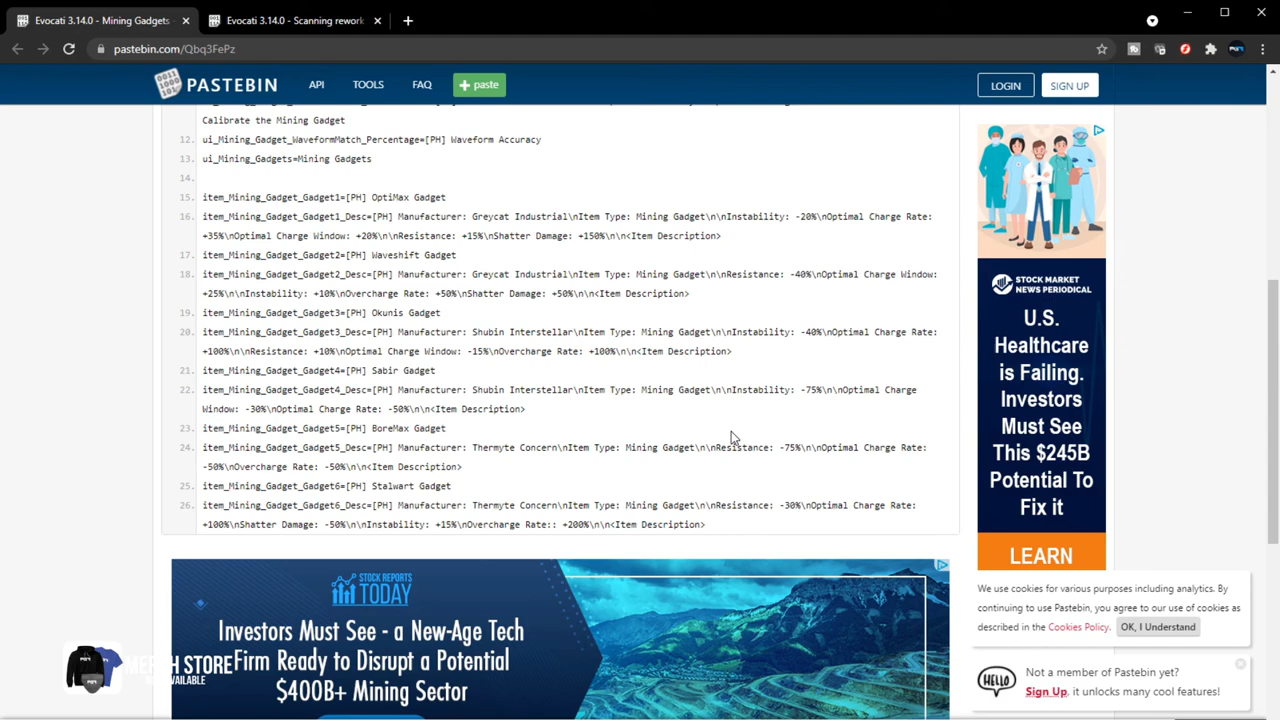 Evocati 3.14.0 - Mining Gadgets - Evocati 3.14.0 - Scanning rework
pastebin.com/Qbq3FePz
PASTEBIN API TOOLS FAQ + paste LOGIN SIGN UP
Calibrate the Mining Gadget
12. ui_Mining_Gadget_WaveformMatch_Percentage=[PH] Waveform Accuracy
13. ui_Mining_Gadgets=Mining Gadgets
14.
15. item_Mining_Gadget_Gadget1=[PH] OptiMax Gadget
16. item_Mining_Gadget_Gadget1_Desc=[PH] Manufacturer: Greycat Industrial\nItem Type: Mining Gadget\n\nInstability: -20%\nOptimal Charge Rate:
+35%\nOptimal Charge Window: +20%\n\nResistance: +15%\nShatter Damage: +150%\n\n<Item Description>
17. item_Mining_Gadget_Gadget2=[PH] Waveshift Gadget
18. item_Mining_Gadget_Gadget2_Desc=[PH] Manufacturer: Greycat Industrial\nItem Type: Mining Gadget\n\nResistance: -40%\nOptimal Charge Window:
+25%\n\nInstability: +10%\nOvercharge Rate: +50%\nShatter Damage: +50%\n\n<Item Description>
19. item_Mining_Gadget_Gadget3=[PH] Okunis Gadget
20. item_Mining_Gadget_Gadget3_Desc=[PH] Manufacturer: Shubin Interstellar\nItem Type: Mining Gadget\n\nInstability: -40%\nOptimal Charge Rate:
+100%\n\nResistance: +10%\nOptimal Charge Window: -15%\nOvercharge Rate: +100%\n\n<Item Description>
21. item_Mining_Gadget_Gadget4=[PH] Sabir Gadget
22. item_Mining_Gadget_Gadget4_Desc=[PH] Manufacturer: Shubin Interstellar\nItem Type: Mining Gadget\n\nInstability: -75%\n\nOptimal Charge
Window: -30%\nOptimal Charge Rate: -50%\n\n<Item Description>
23. item_Mining_Gadget_Gadget5=[PH] BoreMax Gadget
24. item_Mining_Gadget_Gadget5_Desc=[PH] Manufacturer: Thermyte Concern\nItem Type: Mining Gadget\n\nResistance: -75%\n\nOptimal Charge Rate:
-50%\nOvercharge Rate: -50%\n\n<Item Description>
25. item_Mining_Gadget_Gadget6=[PH] Stalwart Gadget
26. item_Mining_Gadget_Gadget6_Desc=[PH] Manufacturer: Thermyte Concern\nItem Type: Mining Gadget\n\nResistance: -30%\nOptimal Charge Rate:
+100%\nShatter Damage: -50%\n\nInstability: +15%\nOvercharge Rate:: +200%\n\n<Item Description>
STOCK MARKET
NEWS PERIODICAL
U.S.
Healthcare
is Failing.
Investors
Must See
This $245B
Potential To
Fix it
LEARN
STOCK REPORTS
TODAY
Investors Must See - a New-Age Tech
Firm Ready to Disrupt a Potential
$400B+ Mining Sector
MERCH STORE
AVAILABLE
We use cookies for various purposes including analytics. By
continuing to use Pastebin, you agree to our use of cookies as
described in the Cookies Policy. OK, I Understand
HELLO
Not a member of Pastebin yet?
Sign Up, it unlocks many cool features!